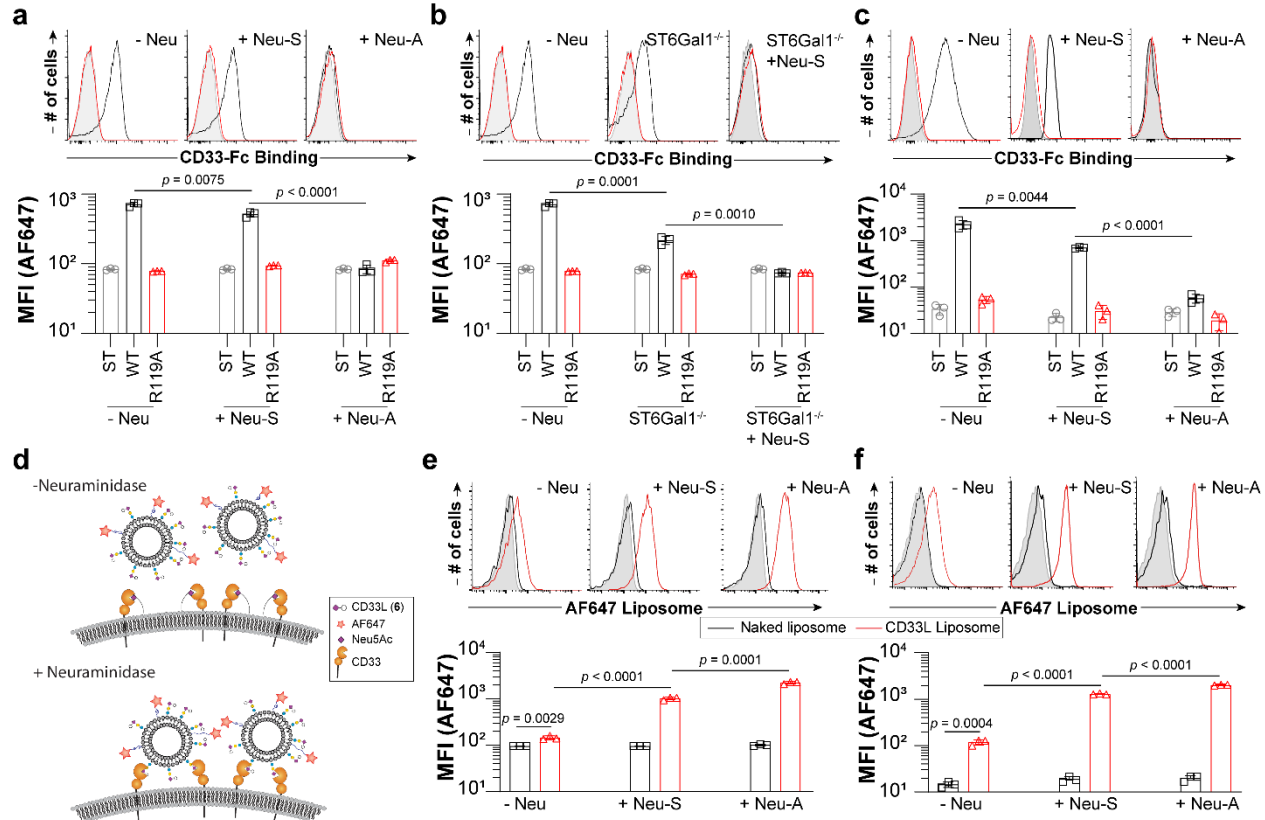 a
– # of cells →
- Neu
+ Neu-S
+ Neu-A
CD33-Fc Binding
MFI (AF647)
10³
10²
10¹
p = 0.0075
p < 0.0001
ST
WT
R119A
ST
WT
R119A
ST
WT
R119A
- Neu
+ Neu-S
+ Neu-A
b
– # of cells →
- Neu
ST6Gal1-/-
ST6Gal1-/-
+Neu-S
CD33-Fc Binding
MFI (AF647)
10³
10²
10¹
p = 0.0001
p = 0.0010
ST
WT
R119A
ST
WT
R119A
ST
WT
R119A
- Neu
ST6Gal1-/-
ST6Gal1-/-
+ Neu-S
c
– # of cells →
- Neu
+ Neu-S
+ Neu-A
CD33-Fc Binding
MFI (AF647)
10⁴
10³
10²
10¹
p = 0.0044
p < 0.0001
ST
WT
R119A
ST
WT
R119A
ST
WT
R119A
- Neu
+ Neu-S
+ Neu-A
d
-Neuraminidase
CD33L (6)
AF647
Neu5Ac
CD33
+ Neuraminidase
e
– # of cells →
- Neu
+ Neu-S
+ Neu-A
AF647 Liposome
Naked liposome
CD33L Liposome
MFI (AF647)
10⁴
10³
10²
10¹
p = 0.0029
p < 0.0001
p = 0.0001
- Neu
+ Neu-S
+ Neu-A
f
– # of cells →
- Neu
+ Neu-S
+ Neu-A
AF647 Liposome
MFI (AF647)
10⁴
10³
10²
10¹
p = 0.0004
p < 0.0001
p < 0.0001
- Neu
+ Neu-S
+ Neu-A